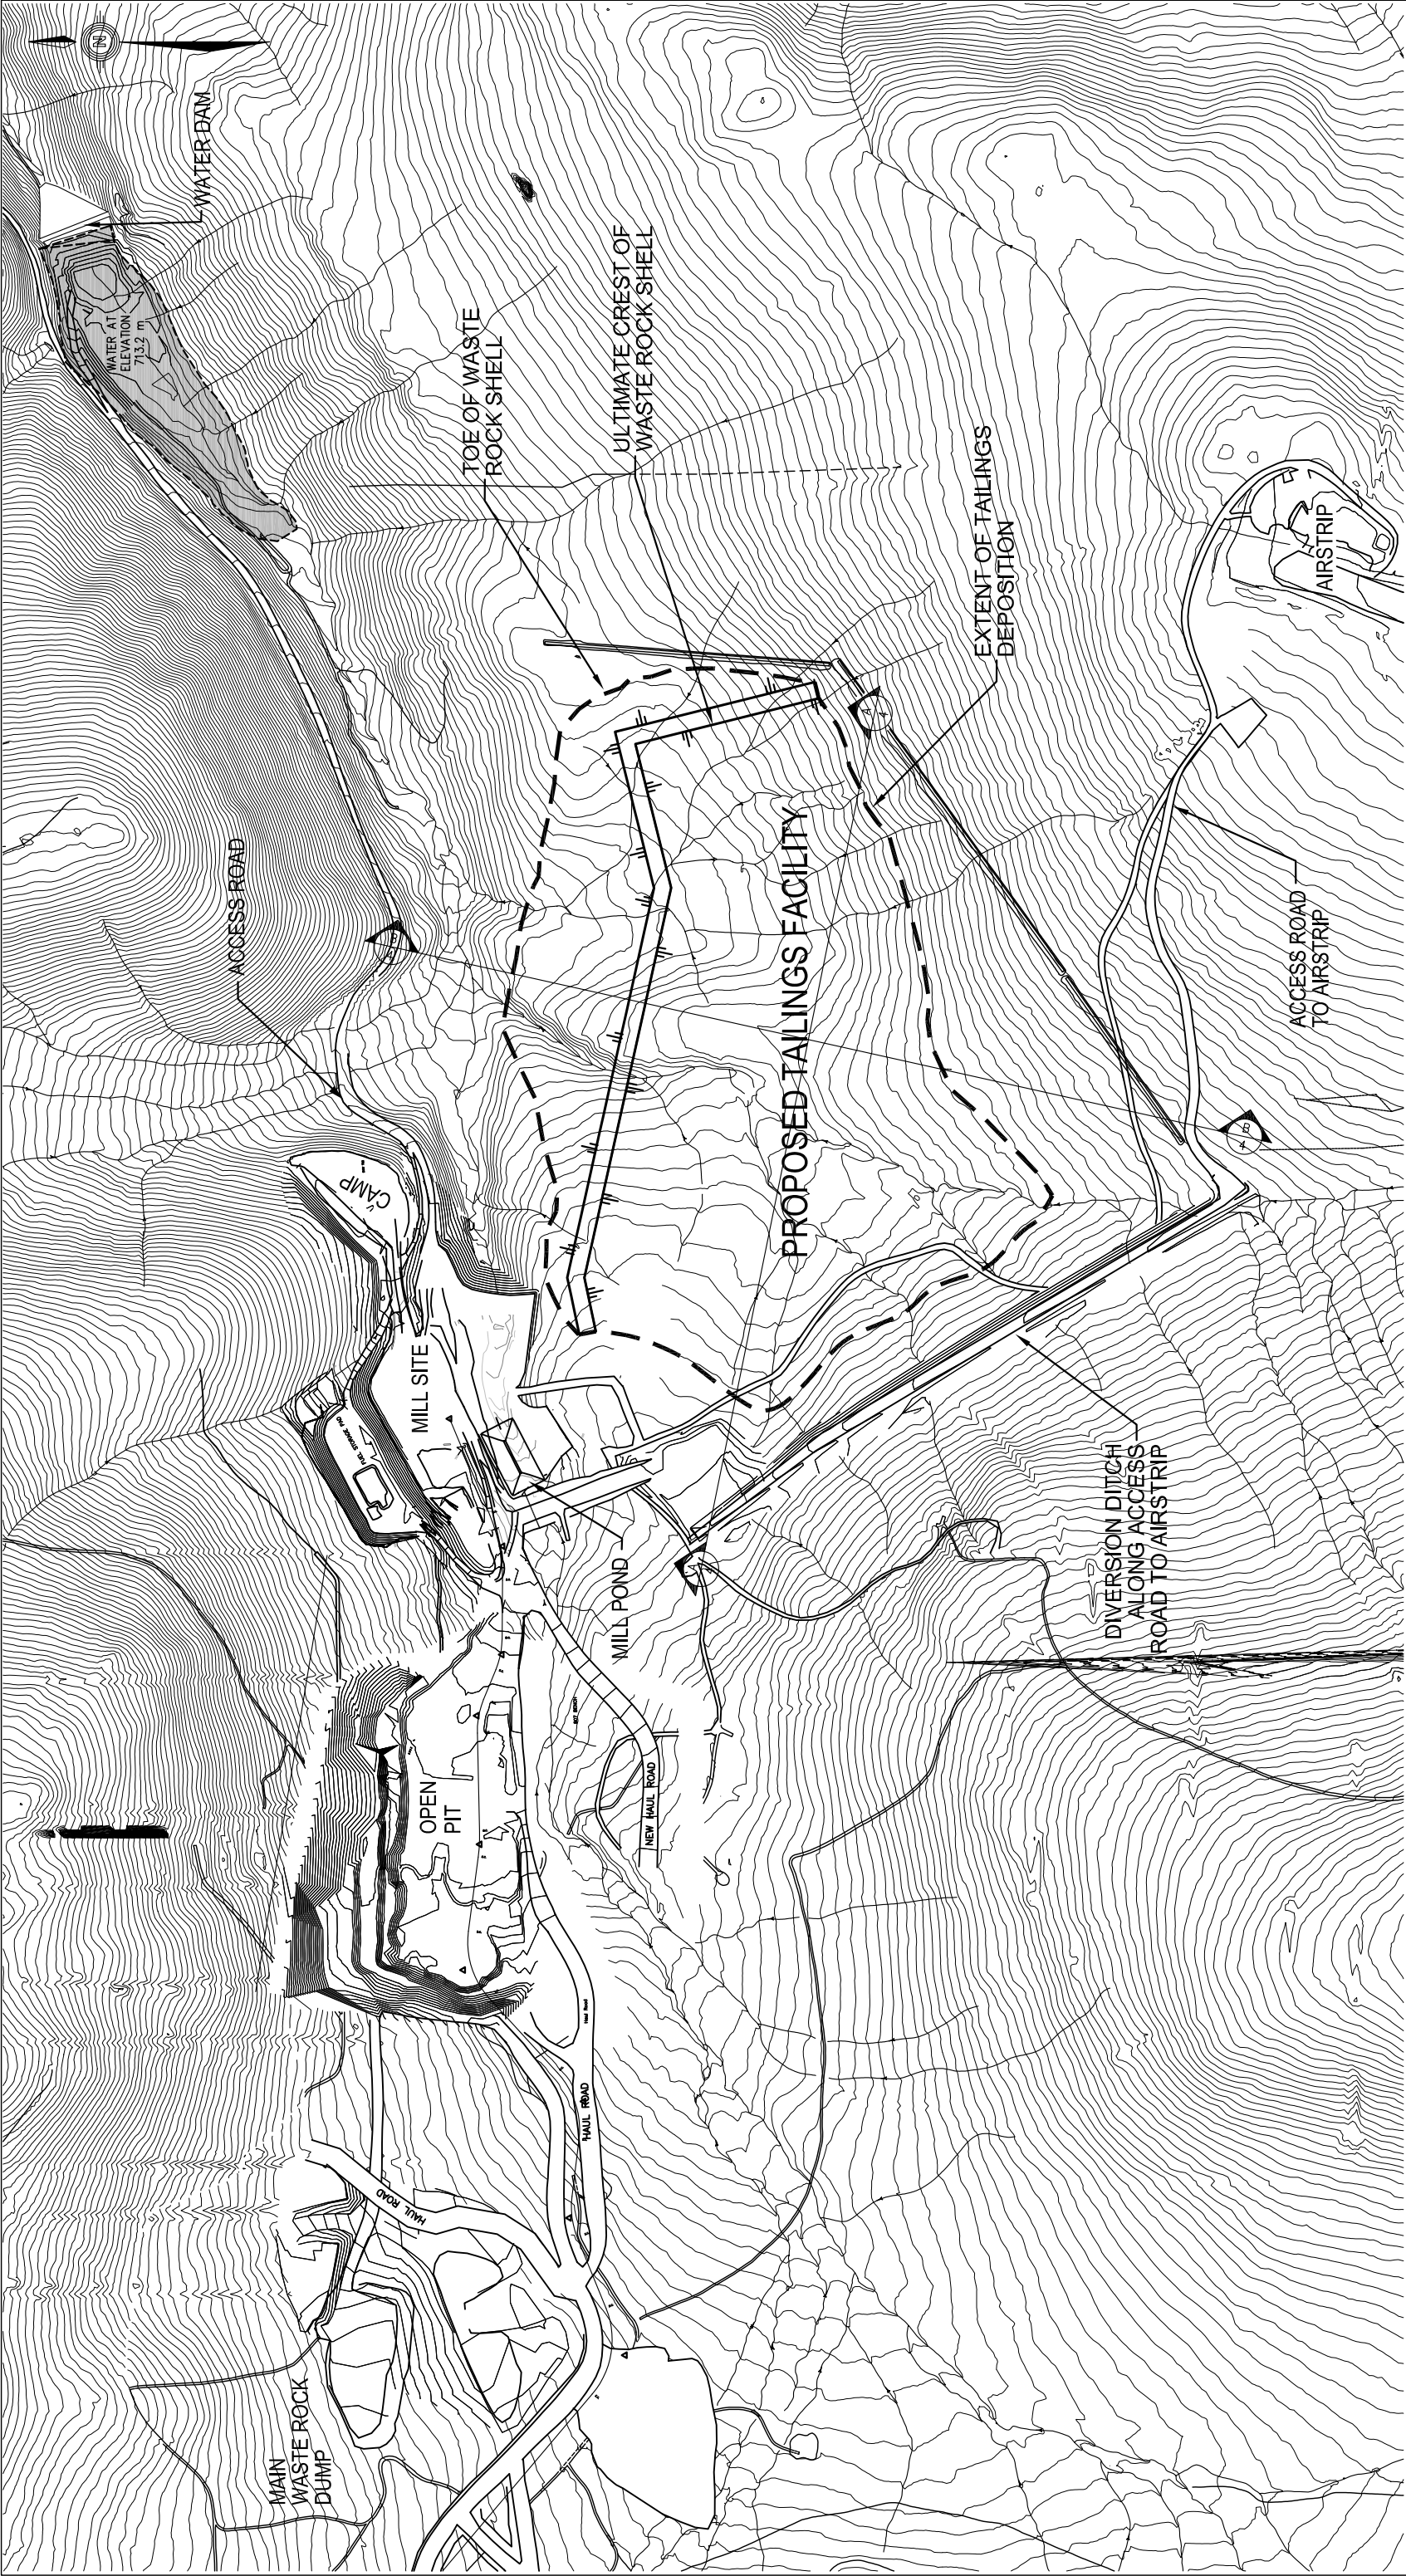 N
WATER DAM
WATER AT
ELEVATION
713.2 m
TOE OF WASTE
ROCK SHELL
ULTIMATE CREST OF
WASTE ROCK SHELL
EXTENT OF TAILINGS
DEPOSITION
AIRSTRIP
ACCESS ROAD
PROPOSED TAILINGS FACILITY
ACCESS ROAD
TO AIRSTRIP
A
4
B
4
CAMP
MILL SITE
MILL POND
DIVERSION DITCH
ALONG ACCESS
ROAD TO AIRSTRIP
OPEN
PIT
NEW HAUL ROAD
HAUL ROAD
HAUL ROAD
MAIN
WASTE ROCK
DUMP